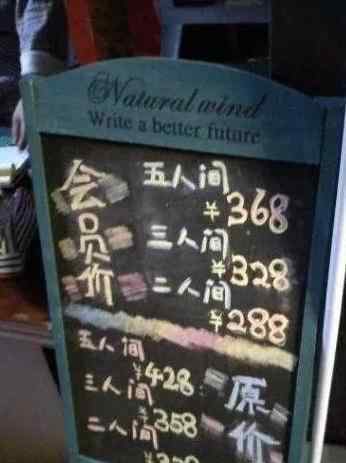 Natural wind
Write a better future
会员价
五人间
¥368
三人间
¥328
二人间
¥288
五人间
¥428
三人间
¥358
二人间
原价